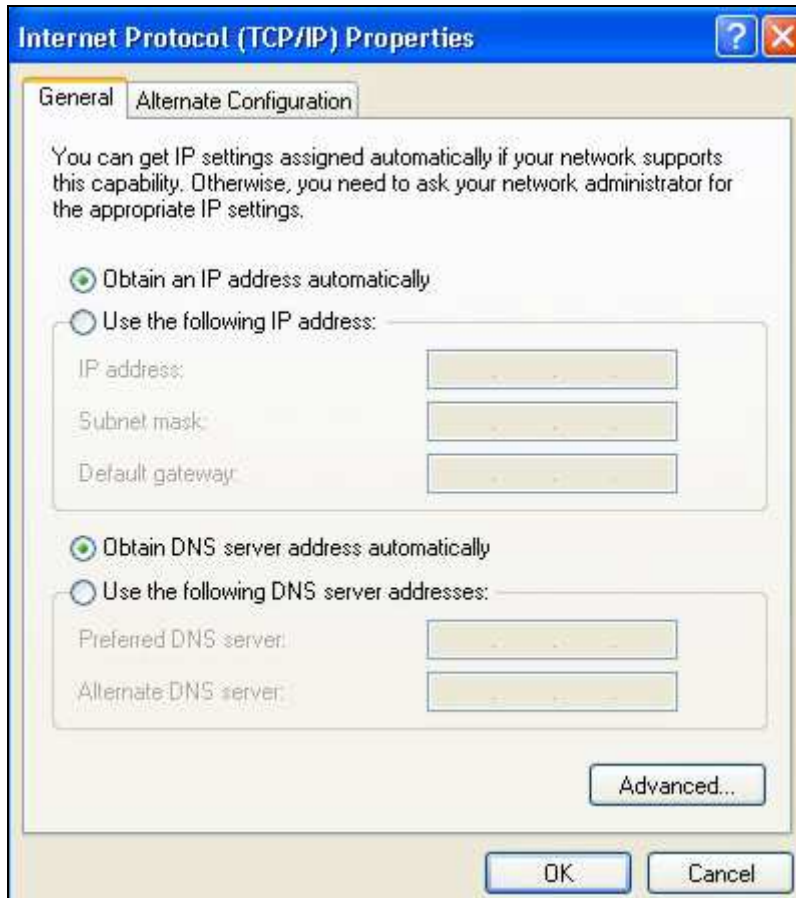 Internet Protocol (TCP/IP) Properties
General
Alternate Configuration
You can get IP settings assigned automatically if your network supports
this capability. Otherwise, you need to ask your network administrator for
the appropriate IP settings.
Obtain an IP address automatically
Use the following IP address:
IP address:
Subnet mask:
Default gateway:
Obtain DNS server address automatically
Use the following DNS server addresses:
Preferred DNS server:
Alternate DNS server:
Advanced...
OK
Cancel